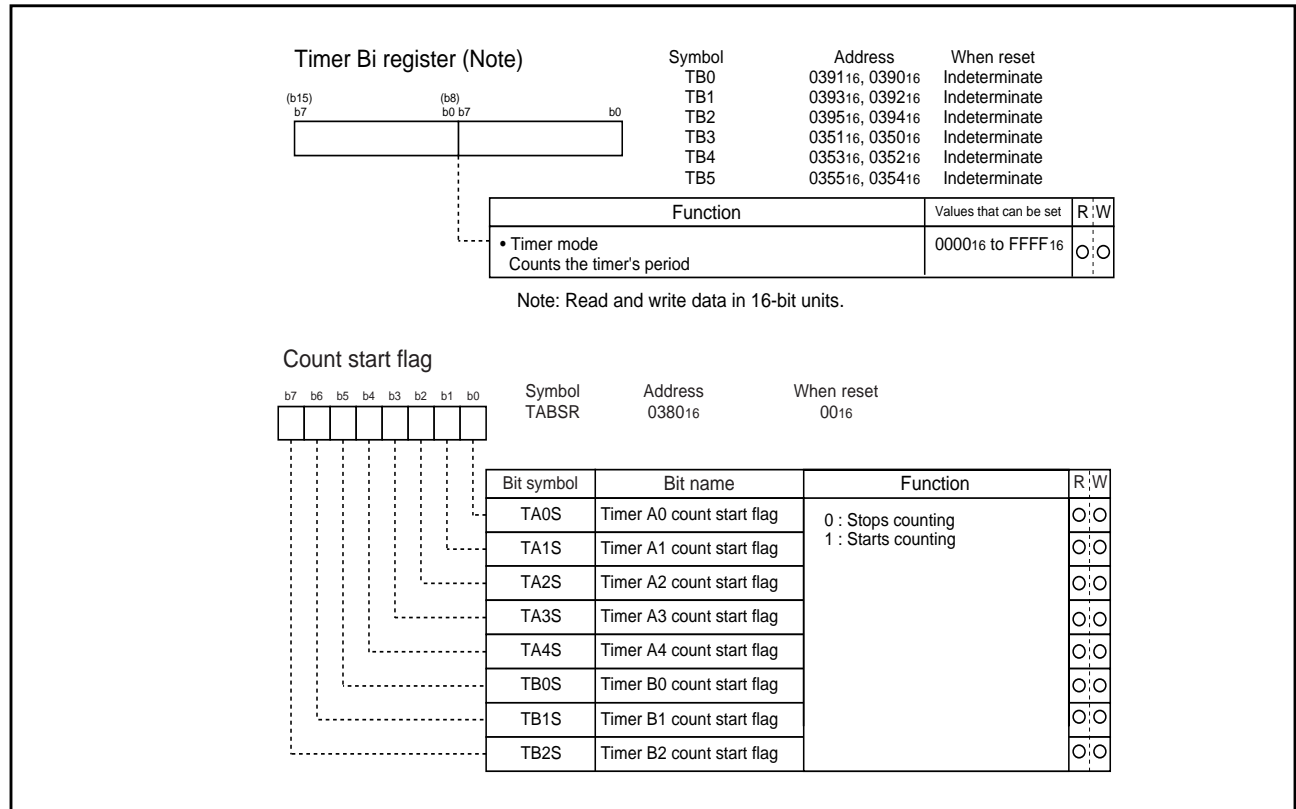 Timer Bi register (Note)
Symbol Address When reset
TB0 039116, 039016 Indeterminate
TB1 039316, 039216 Indeterminate
TB2 039516, 039416 Indeterminate
TB3 035116, 035016 Indeterminate
TB4 035316, 035216 Indeterminate
TB5 035516, 035416 Indeterminate
(b15) (b8)
b7 b0 b7 b0
Function Values that can be set R W
• Timer mode 000016 to FFFF16
Counts the timer's period
Note: Read and write data in 16-bit units.
Count start flag
b7 b6 b5 b4 b3 b2 b1 b0
Symbol Address When reset
TABSR 038016 0016
Bit symbol Bit name Function R W
TA0S Timer A0 count start flag 0 : Stops counting
1 : Starts counting
TA1S Timer A1 count start flag
TA2S Timer A2 count start flag
TA3S Timer A3 count start flag
TA4S Timer A4 count start flag
TB0S Timer B0 count start flag
TB1S Timer B1 count start flag
TB2S Timer B2 count start flag